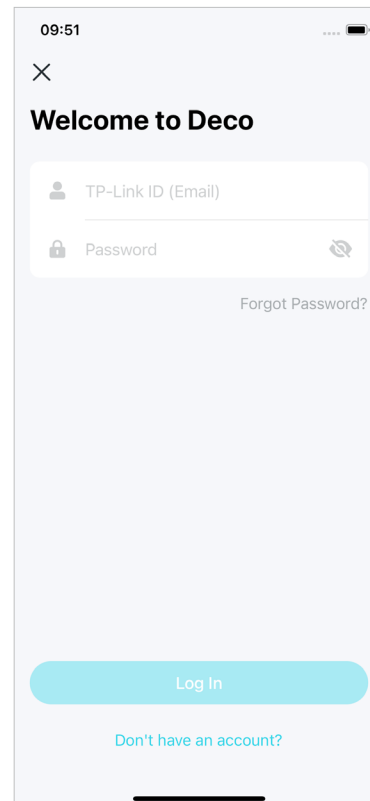 09:51
Welcome to Deco
TP-Link ID (Email)
Password
Forgot Password?
Log In
Don't have an account?